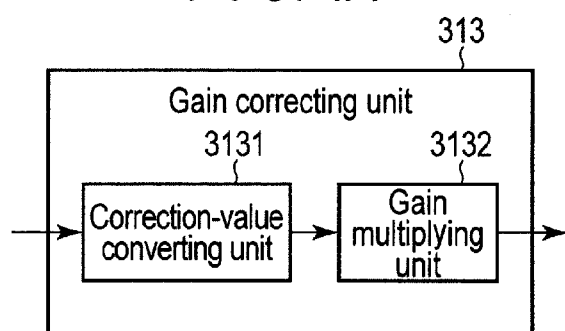 313
Gain correcting unit
3131
3132
Correction-value
converting unit
Gain
multiplying
unit